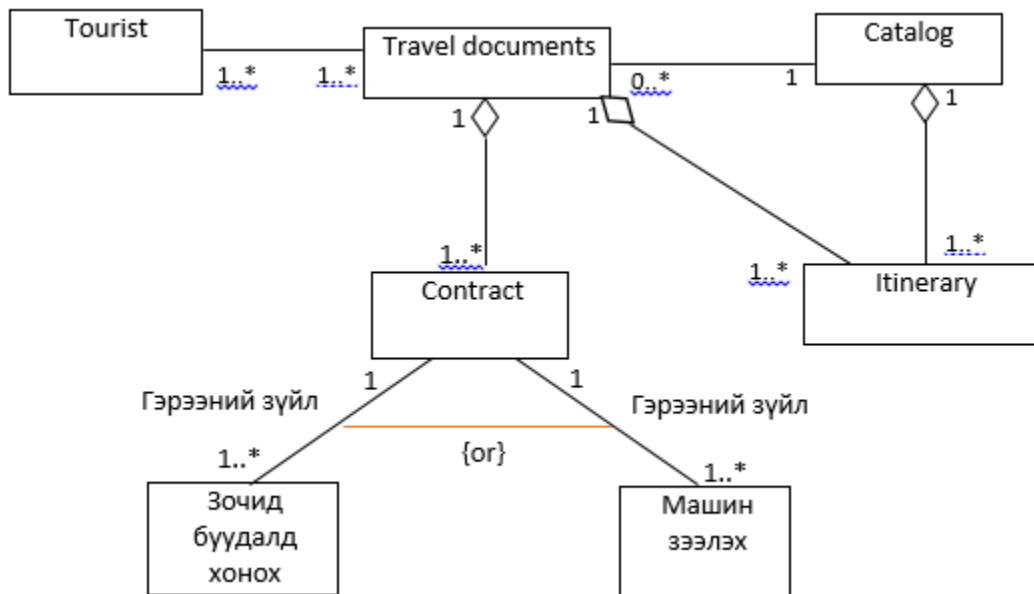 Tourist
Travel documents
Catalog
1..*
1..*
0..*
1
1
1
1
1..*
1..*
1..*
Contract
Itinerary
1
1
Гэрээний зүйл
Гэрээний зүйл
{or}
1..*
1..*
Зочид
буудалд
хонох
Машин
зээлэх